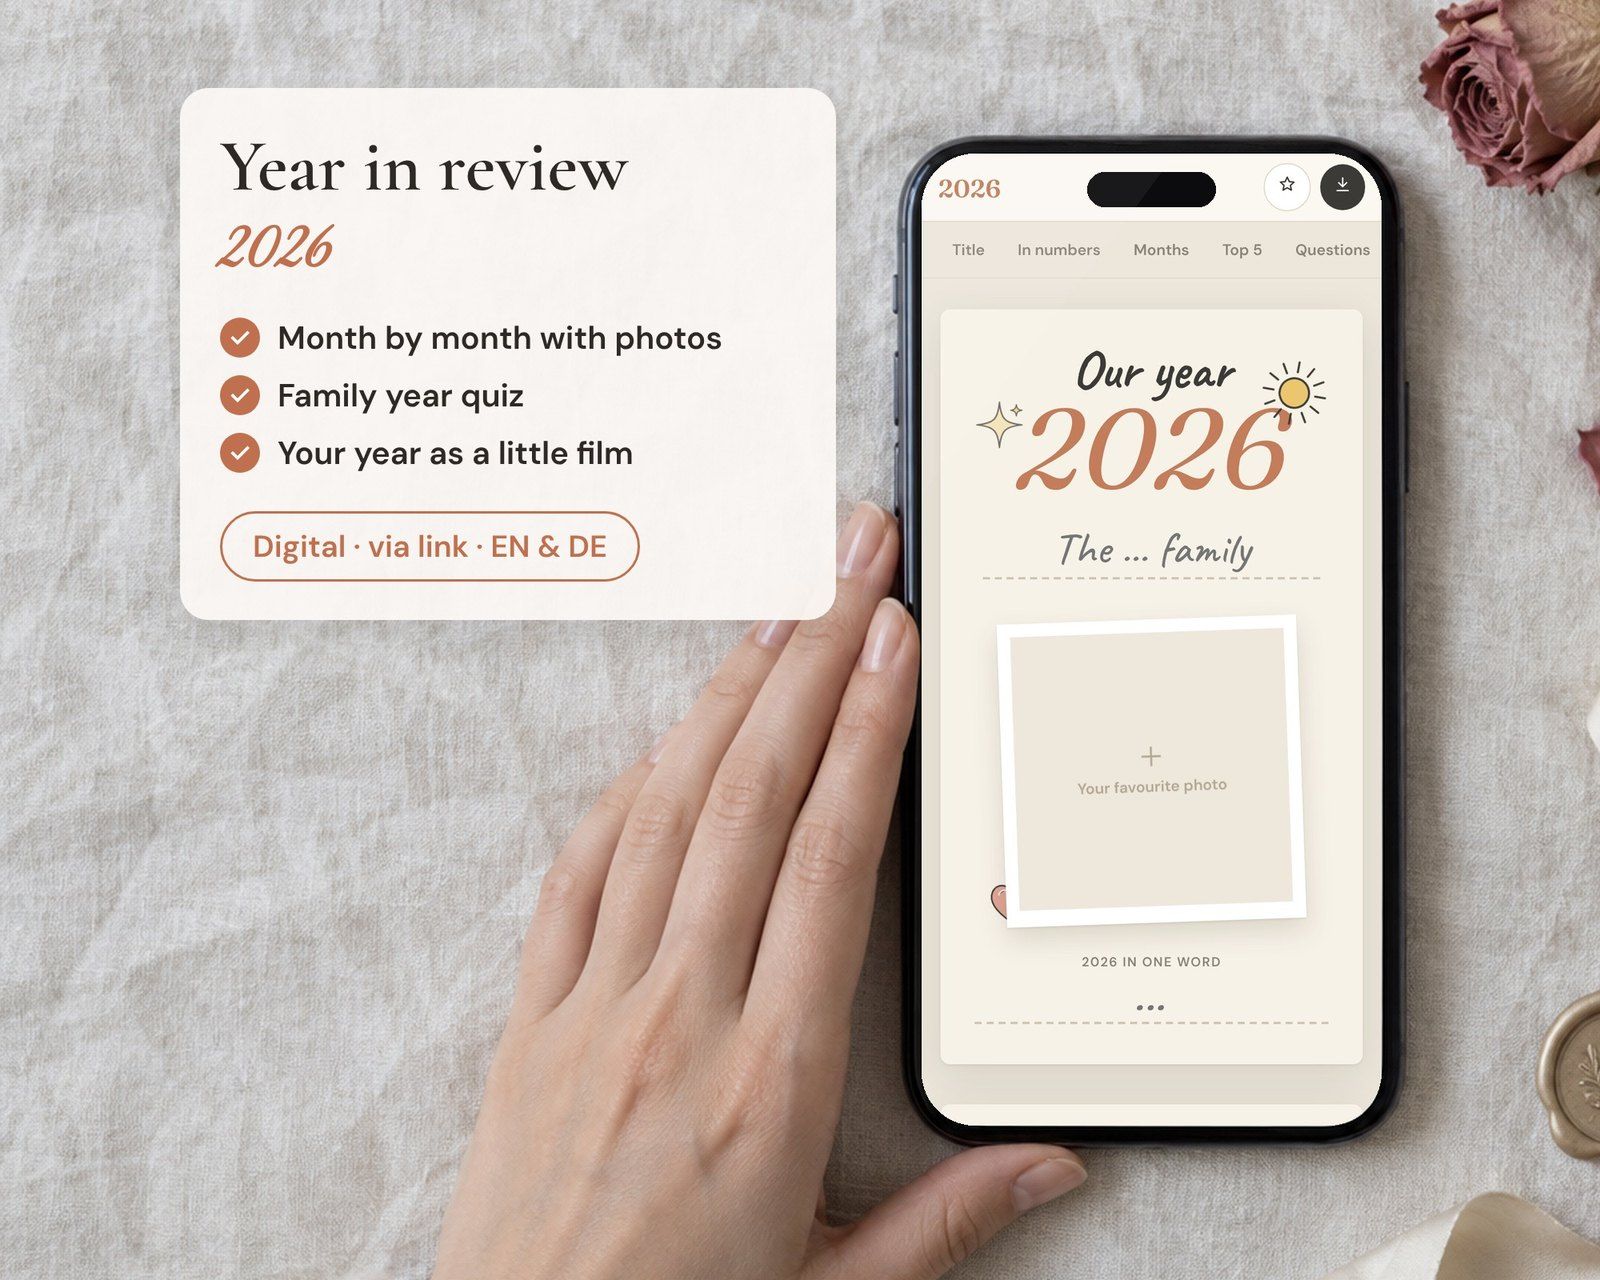 Year in review
2026
Month by month with photos
Family year quiz
Your year as a little film
Digital · via link · EN & DE
2026
Title In numbers Months Top 5 Questions
Our year
2026
The ... family
+
Your favourite photo
2026 IN ONE WORD
...